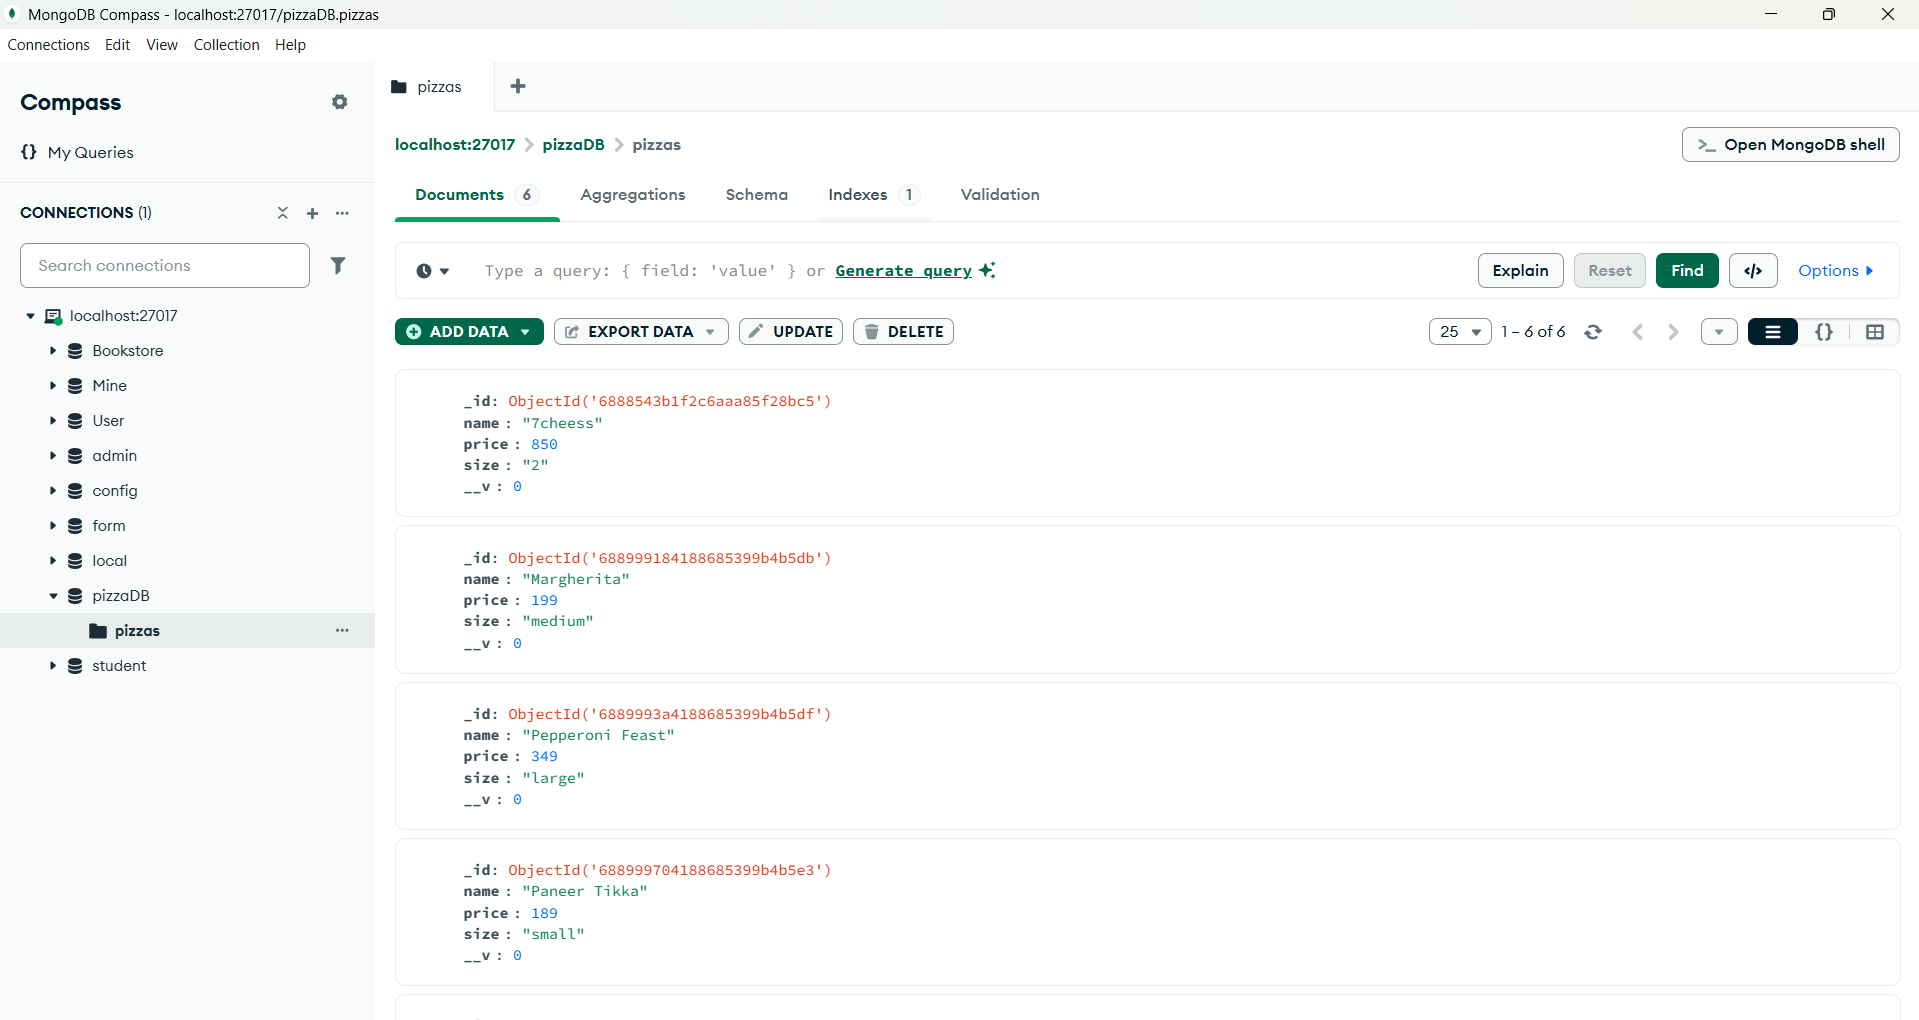 MongoDB Compass - localhost:27017/pizzaDB.pizzas
Connections Edit View Collection Help
Compass
{} My Queries
CONNECTIONS (1)
Search connections
localhost:27017
Bookstore
Mine
User
admin
config
form
local
pizzaDB
pizzas
student
pizzas
localhost:27017 > pizzaDB > pizzas
>_ Open MongoDB shell
Documents 6 Aggregations Schema Indexes 1 Validation
Type a query: { field: 'value' } or Generate query
Explain Reset Find </> Options
ADD DATA EXPORT DATA UPDATE DELETE
25 1 – 6 of 6 {}
_id: ObjectId('6888543b1f2c6aaa85f28bc5')
name : "7cheess"
price : 850
size : "2"
__v : 0
_id: ObjectId('688999184188685399b4b5db')
name : "Margherita"
price : 199
size : "medium"
__v : 0
_id: ObjectId('6889993a4188685399b4b5df')
name : "Pepperoni Feast"
price : 349
size : "large"
__v : 0
_id: ObjectId('688999704188685399b4b5e3')
name : "Paneer Tikka"
price : 189
size : "small"
__v : 0